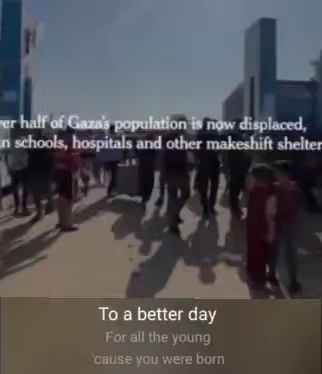 er half of Gaza's population is now displaced,
n schools, hospitals and other makeshift shelter
To a better day
For all the young
'cause you were born